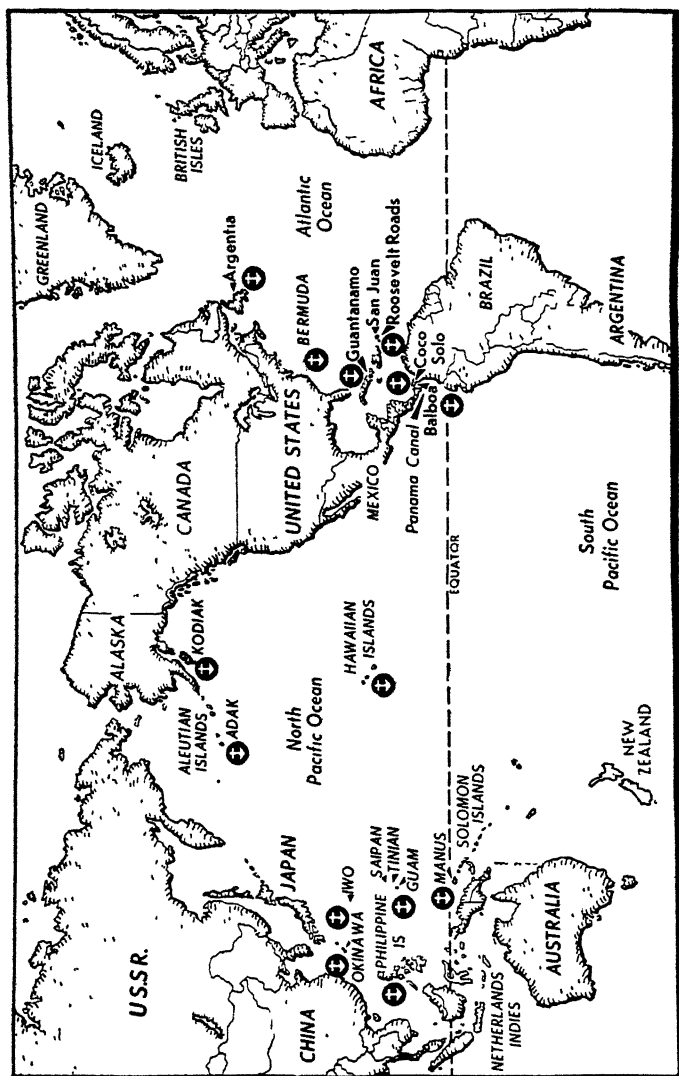 GREENLAND
ICELAND
BRITISH
ISLES
AFRICA
U.S.S.R.
ALASKA
CANADA
KODIAK
ALEUTIAN
ISLANDS
ADAK
Argentia
UNITED STATES
BERMUDA
Atlantic
Ocean
CHINA
JAPAN
IWO
OKINAWA
North
Pacific Ocean
HAWAIIAN
ISLANDS
MEXICO
Guantanamo
San Juan
Roosevelt Roads
PHILIPPINE
IS
SAIPAN
TINIAN
GUAM
Panama Canal
Balboa
Coco
Solo
MANUS
EQUATOR
BRAZIL
NETHERLANDS
INDIES
SOLOMON
ISLANDS
AUSTRALIA
NEW
ZEALAND
South
Pacific Ocean
ARGENTINA